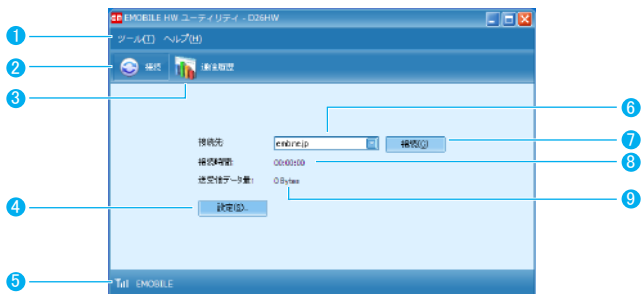 EMOBILE HW ユーティリティ - D26HW
1
ツール(T) ヘルプ(H)
2
接続
通信履歴
3
6
接続先:
emb.ne.jp
接続(C)
7
接続時間:
00:00:00
8
送受信データ量:
0 Bytes
9
4
設定(S)...
5
EMOBILE